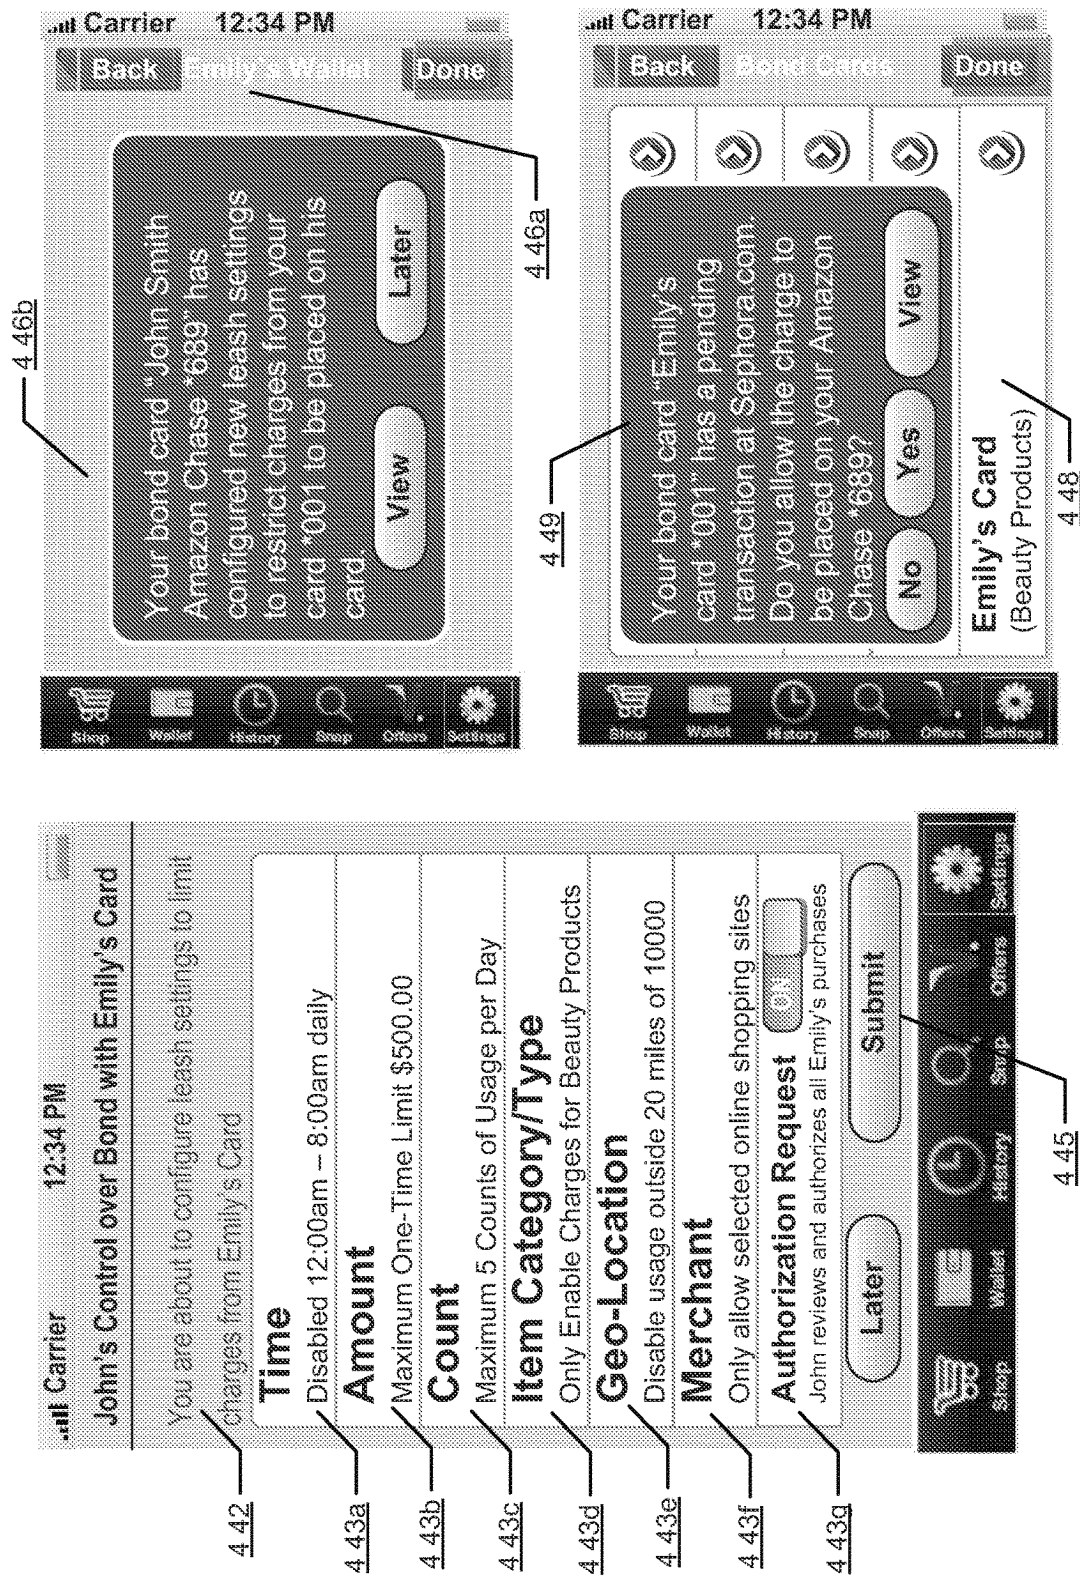 Carrier 12:34 PM
John's Control over Bond with Emily's Card
You are about to configure leash settings to limit
charges from Emily's Card
Time
Disabled 12:00am – 8:00am daily
Amount
Maximum One-Time Limit $500.00
Count
Maximum 5 Counts of Usage per Day
Item Category/Type
Only Enable Charges for Beauty Products
Geo-Location
Disable usage outside 20 miles of 10000
Merchant
Only allow selected online shopping sites
Authorization Request ON
John reviews and authorizes all Emily's purchases
Later Submit
Shop Wallet History Snap Offers Settings
4 42
4 43a
4 43b
4 43c
4 43d
4 43e
4 43f
4 43g
4 45
Carrier 12:34 PM
Back Emily's Wallet Done
Your bond card "John Smith
Amazon Chase *689" has
configured new leash settings
to restrict charges from your
card *001 to be placed on his
card.
View Later
Shop Wallet History Snap Offers Settings
4 46b
4 46a
Carrier 12:34 PM
Back Bond Cards Done
Your bond card "Emily's
card *001" has a pending
transaction at Sephora.com.
Do you allow the charge to
be placed on your Amazon
Chase *689?
No Yes View
Emily's Card
(Beauty Products)
Shop Wallet History Snap Offers Settings
4 49
4 48